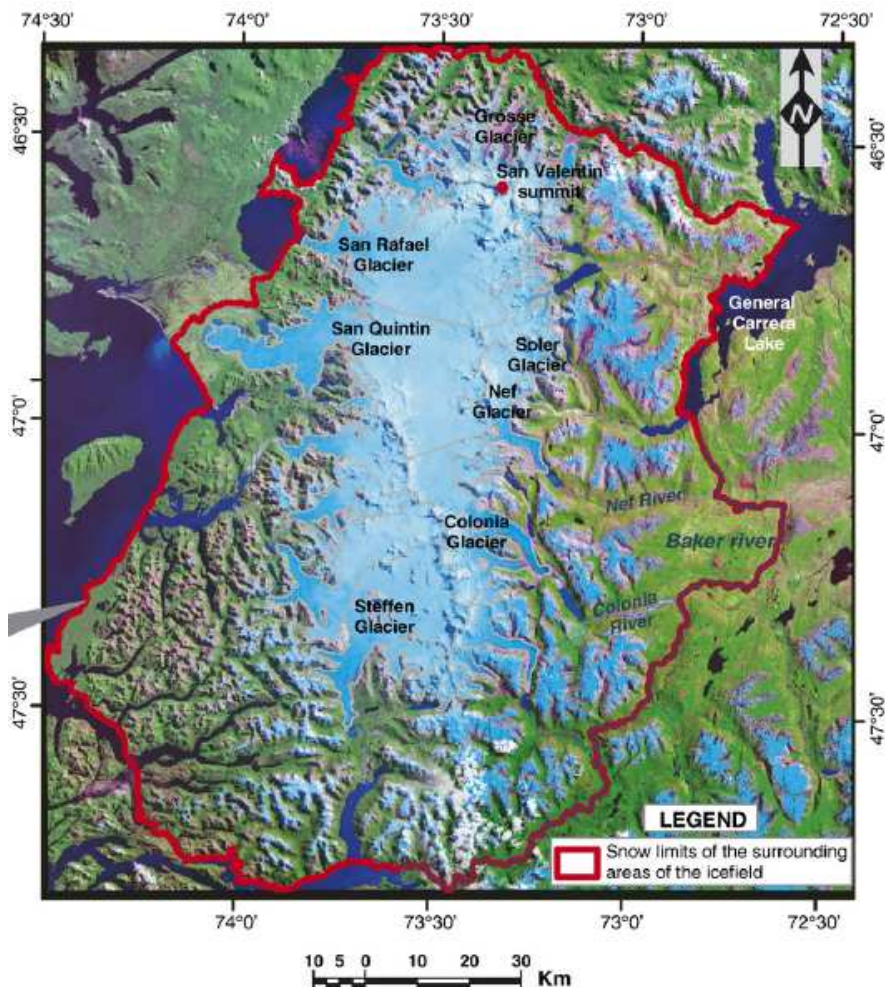 74°30' 74°0' 73°30' 73°0' 72°30'
46°30'
46°30'
N
Grosse
Glacier
San Valentin
summit
San Rafael
Glacier
General
Carrera
Lake
San Quintin
Glacier
Soler
Glacier
Nef
Glacier
47°0'
47°0'
Nef River
Colonia
Glacier
Baker river
Steffen
Glacier
Colonia
River
47°30'
47°30'
LEGEND
Snow limits of the surrounding
areas of the icefield
74°0' 73°30' 73°0' 72°30'
10 5 0 10 20 30
Km